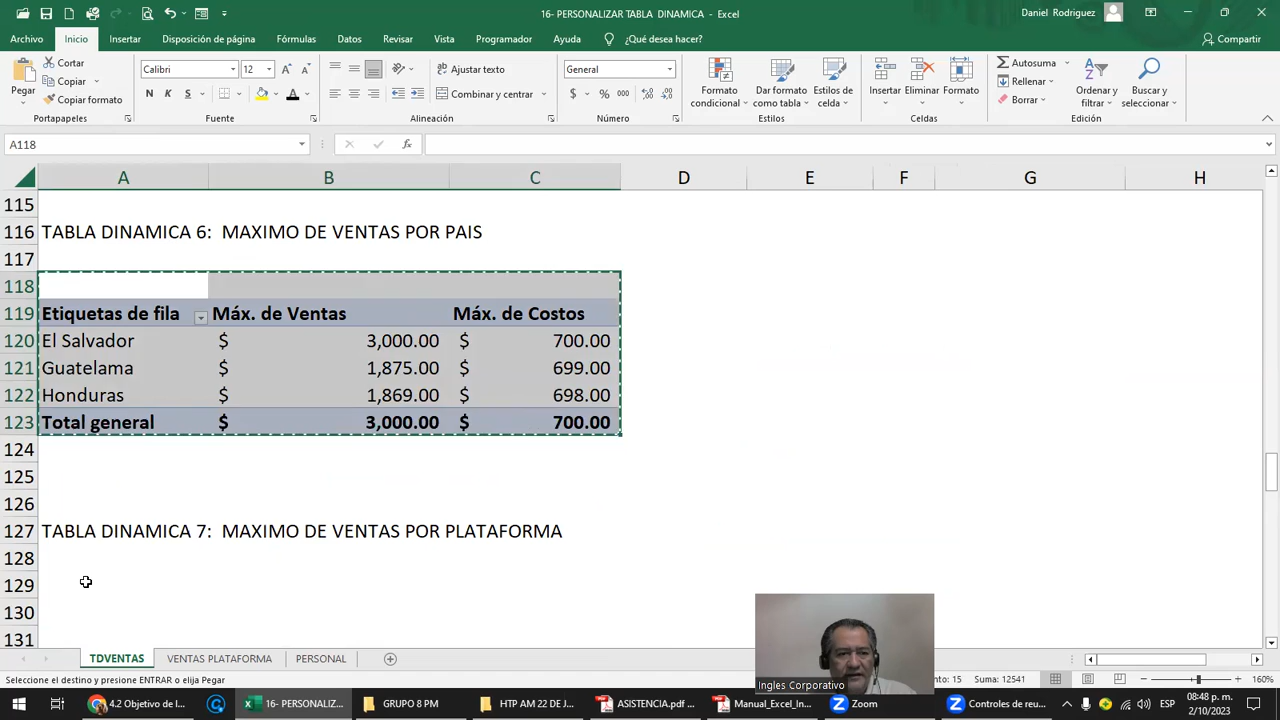 16- PERSONALIZAR TABLA DINAMICA - Excel
Daniel Rodriguez
Archivo Inicio Insertar Disposición de página Fórmulas Datos Revisar Vista Programador Ayuda ¿Qué desea hacer? Compartir
Pegar
Cortar
Copiar
Copiar formato
Portapapeles
Calibri 12
N K S
Fuente
Ajustar texto
Combinar y centrar
Alineación
General
$ % 000
Número
Formato condicional
Dar formato como tabla
Estilos de celda
Estilos
Insertar Eliminar Formato
Celdas
Autosuma
Rellenar
Borrar
Ordenar y filtrar
Buscar y seleccionar
Edición
A118 fx
A B C D E F G H
115
116 TABLA DINAMICA 6: MAXIMO DE VENTAS POR PAIS
117
118
119 Etiquetas de fila Máx. de Ventas Máx. de Costos
120 El Salvador $ 3,000.00 $ 700.00
121 Guatelama $ 1,875.00 $ 699.00
122 Honduras $ 1,869.00 $ 698.00
123 Total general $ 3,000.00 $ 700.00
124
125
126
127 TABLA DINAMICA 7: MAXIMO DE VENTAS POR PLATAFORMA
128
129
130
131
Ingles Corporativo
TDVENTAS VENTAS PLATAFORMA PERSONAL
Seleccione el destino y presione ENTRAR o elija Pegar
nto: 15 Suma: 12541 160%
4.2 Objetivo de I... 16- PERSONALIZ... GRUPO 8 PM HTP AM 22 DE J... ASISTENCIA.pdf ... Manual_Excel_In... Zoom Controles de reu... ESP 08:48 p. m.
2/10/2023